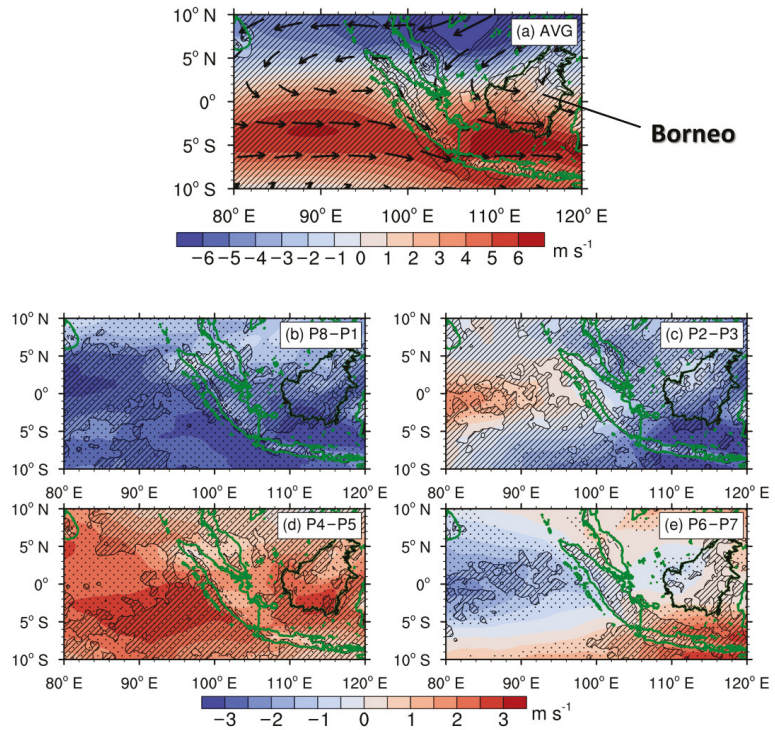 10° N
5° N
0°
5° S
10° S
(a) AVG
Borneo
80° E 90° E 100° E 110° E 120° E
−6 −5 −4 −3 −2 −1 0 1 2 3 4 5 6 m s⁻¹
10° N
5° N
0°
5° S
10° S
(b) P8−P1
80° E 90° E 100° E 110° E 120° E
10° N
5° N
0°
5° S
10° S
(c) P2−P3
80° E 90° E 100° E 110° E 120° E
10° N
5° N
0°
5° S
10° S
(d) P4−P5
80° E 90° E 100° E 110° E 120° E
10° N
5° N
0°
5° S
10° S
(e) P6−P7
80° E 90° E 100° E 110° E 120° E
−3 −2 −1 0 1 2 3 m s⁻¹